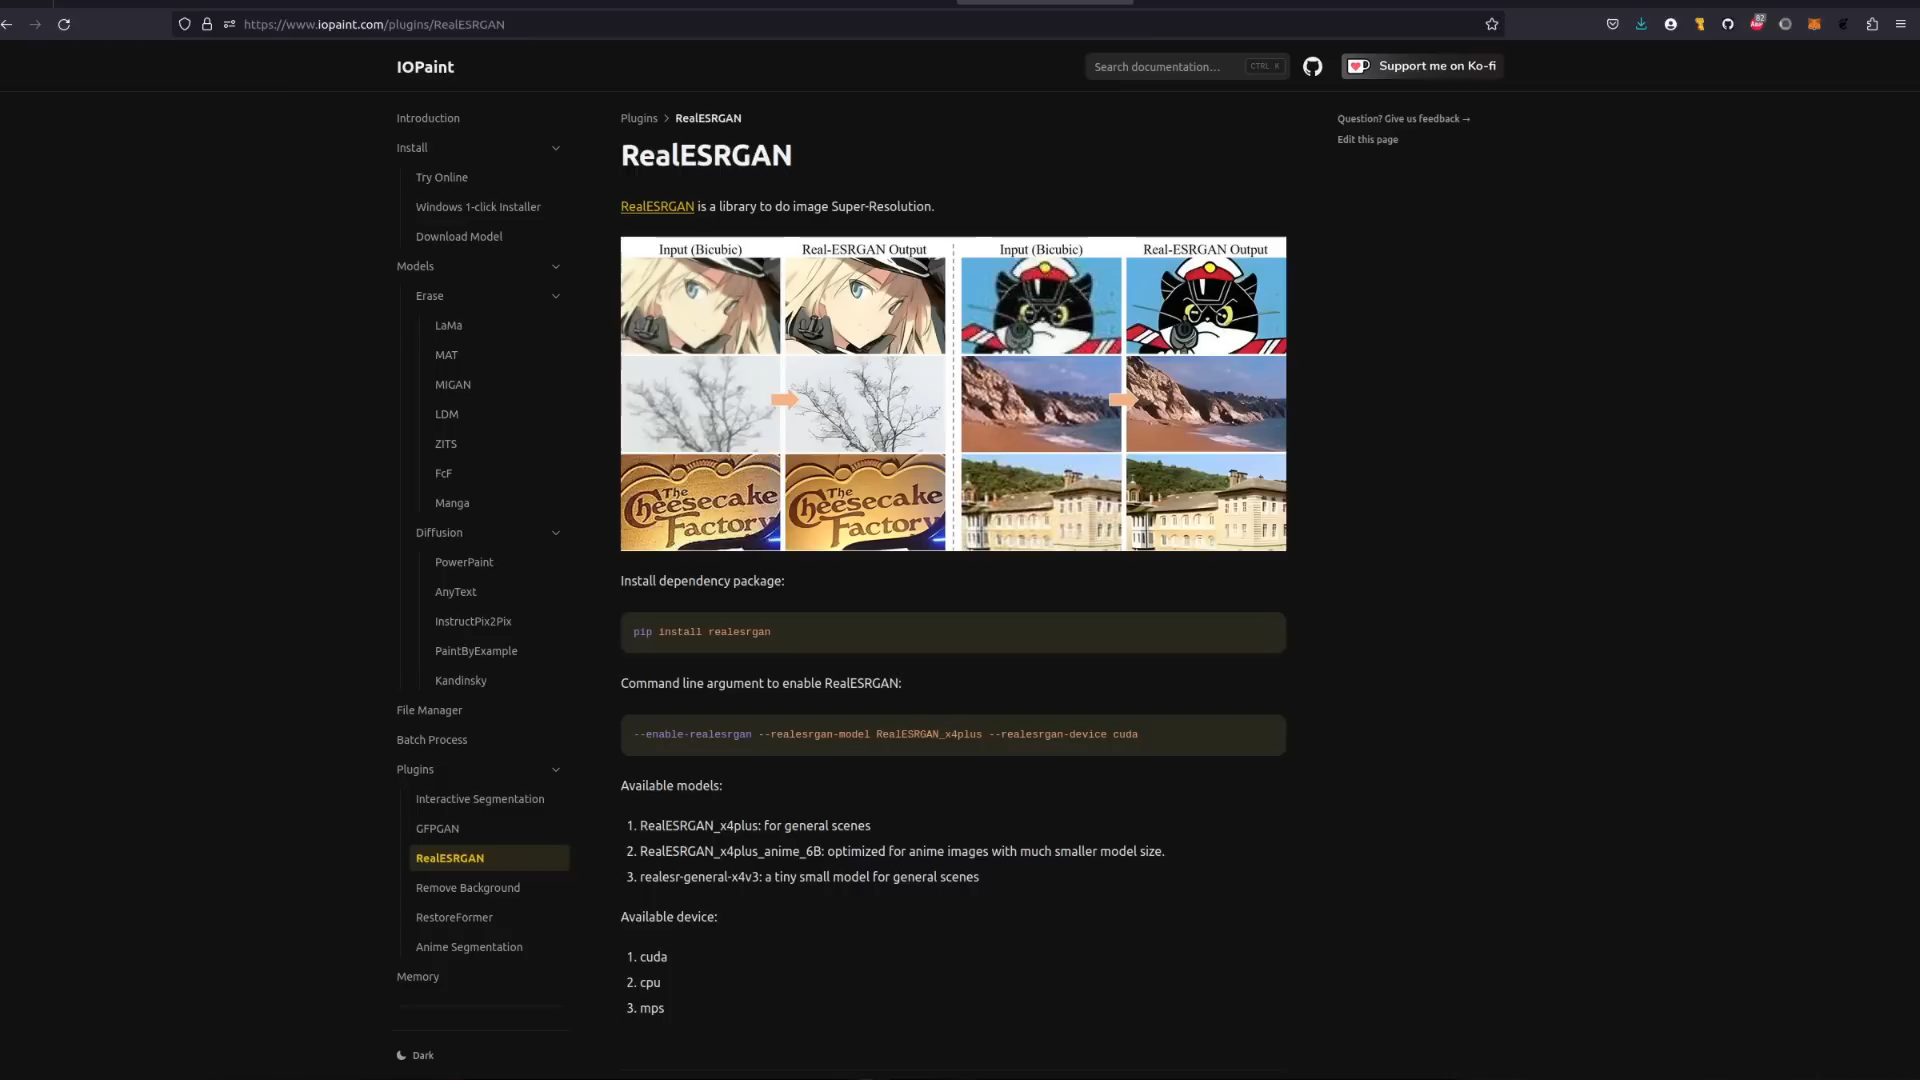 https://www.iopaint.com/plugins/RealESRGAN
82
IOPaint
Search documentation...
CTRL K
Support me on Ko-fi
Introduction
Install
Try Online
Windows 1-click Installer
Download Model
Models
Erase
LaMa
MAT
MIGAN
LDM
ZITS
FcF
Manga
Diffusion
PowerPaint
AnyText
InstructPix2Pix
PaintByExample
Kandinsky
File Manager
Batch Process
Plugins
Interactive Segmentation
GFPGAN
RealESRGAN
Remove Background
RestoreFormer
Anime Segmentation
Memory
Dark
Plugins > RealESRGAN
RealESRGAN
RealESRGAN is a library to do image Super-Resolution.
Input (Bicubic) Real-ESRGAN Output Input (Bicubic) Real-ESRGAN Output
The Cheesecake Factory
The Cheesecake Factory
Install dependency package:
pip install realesrgan
Command line argument to enable RealESRGAN:
--enable-realesrgan --realesrgan-model RealESRGAN_x4plus --realesrgan-device cuda
Available models:
1. RealESRGAN_x4plus: for general scenes
2. RealESRGAN_x4plus_anime_6B: optimized for anime images with much smaller model size.
3. realesr-general-x4v3: a tiny small model for general scenes
Available device:
1. cuda
2. cpu
3. mps
Question? Give us feedback →
Edit this page